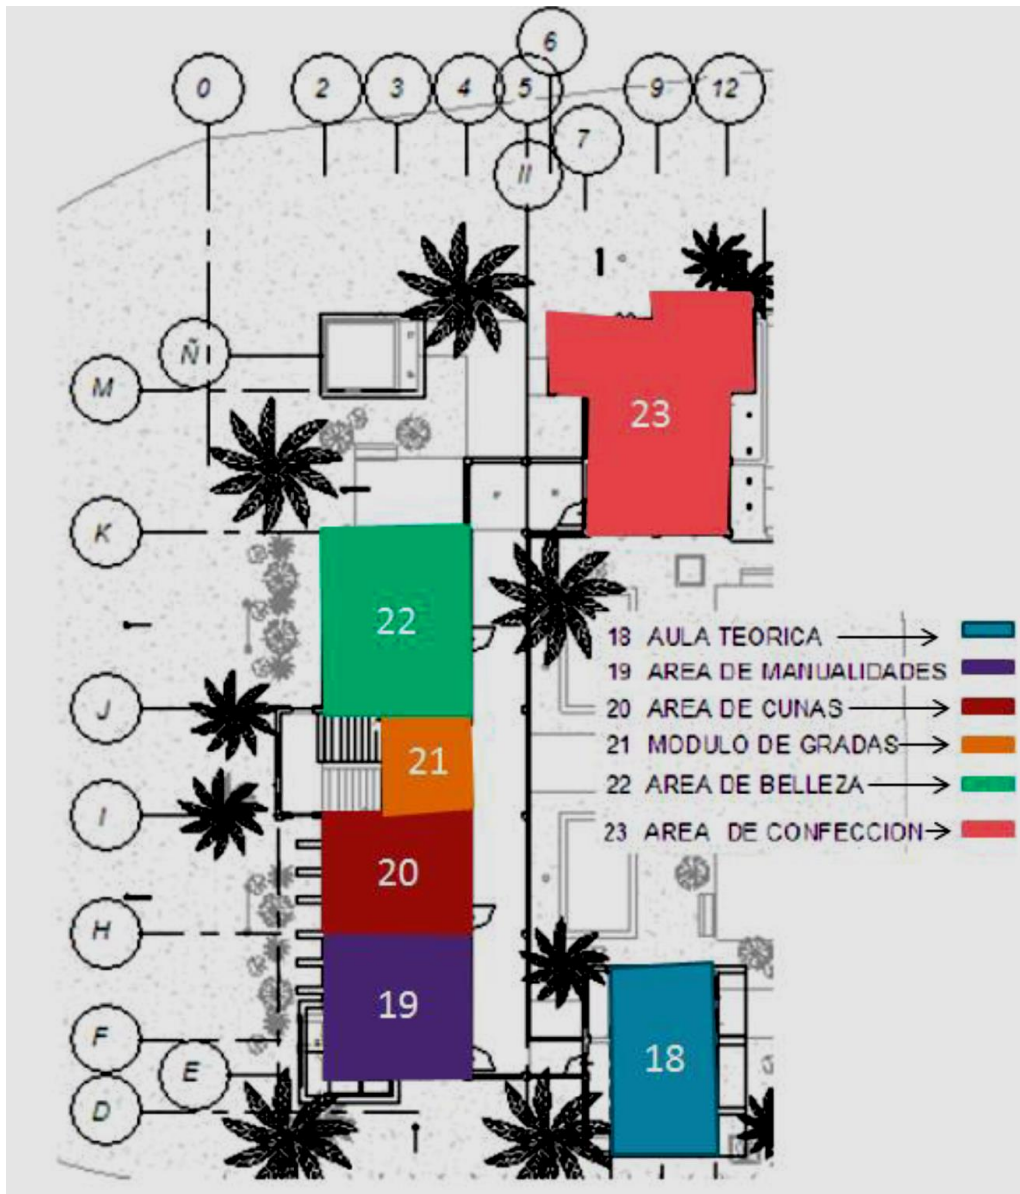 6
0 2 3 4 5 9 12
7
II
Ñ
M
23
K
22
18 AULA TEORICA
19 AREA DE MANUALIDADES
J
20 AREA DE CUNAS
21 MODULO DE GRADAS
21
22 AREA DE BELLEZA
I
23 AREA DE CONFECCION
20
H
19
F
18
E
D